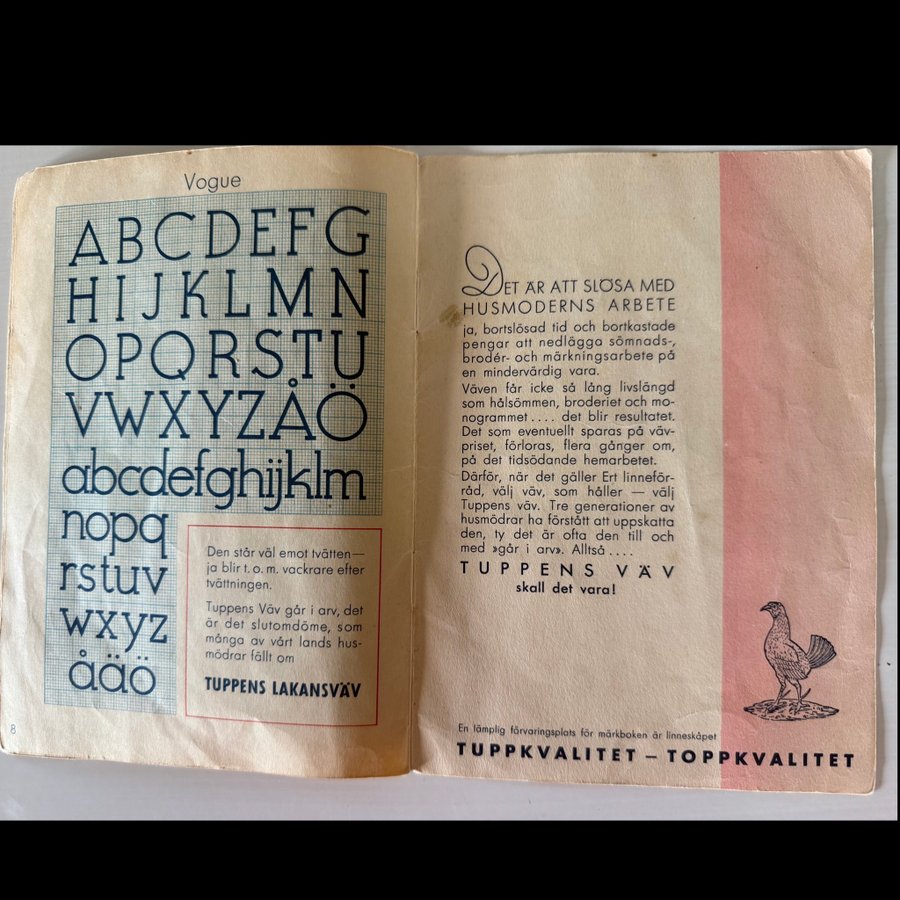 Vogue
ABCDEFG
HIJKLMN
OPQRSTU
VWXYZÅÖ
abcdefghijklm
nopq
rstuv
wxyz
åäö
Den står väl emot tvätten—
ja blir t. o. m. vackrare efter
tvättningen.
Tuppens Väv går i arv, det
är det slutomdöme, som
många av vårt lands hus-
mödrar fällt om
TUPPENS LAKANSVÄV
8
DET ÄR ATT SLÖSA MED
HUSMODERNS ARBETE
ja, bortslösad tid och bortkastade
pengar att nedlägga sömnads-,
brodér- och märkningsarbete på
en mindervärdig vara.
Väven får icke så lång livslängd
som hålsömmen, broderiet och mo-
nogrammet.... det blir resultatet.
Det som eventuellt sparas på väv-
priset, förloras, flera gånger om,
på det tidsödande hemarbetet.
Därför, när det gäller Ert linneför-
råd, välj väv, som håller — välj
Tuppens väv. Tre generationer av
husmödrar ha förstått att uppskatta
den, ty det är ofta den till och
med »går i arv». Alltså ....
TUPPENS VÄV
skall det vara!
En lämplig förvaringsplats för märkboken är linneskåpet
TUPPKVALITET — TOPPKVALITET